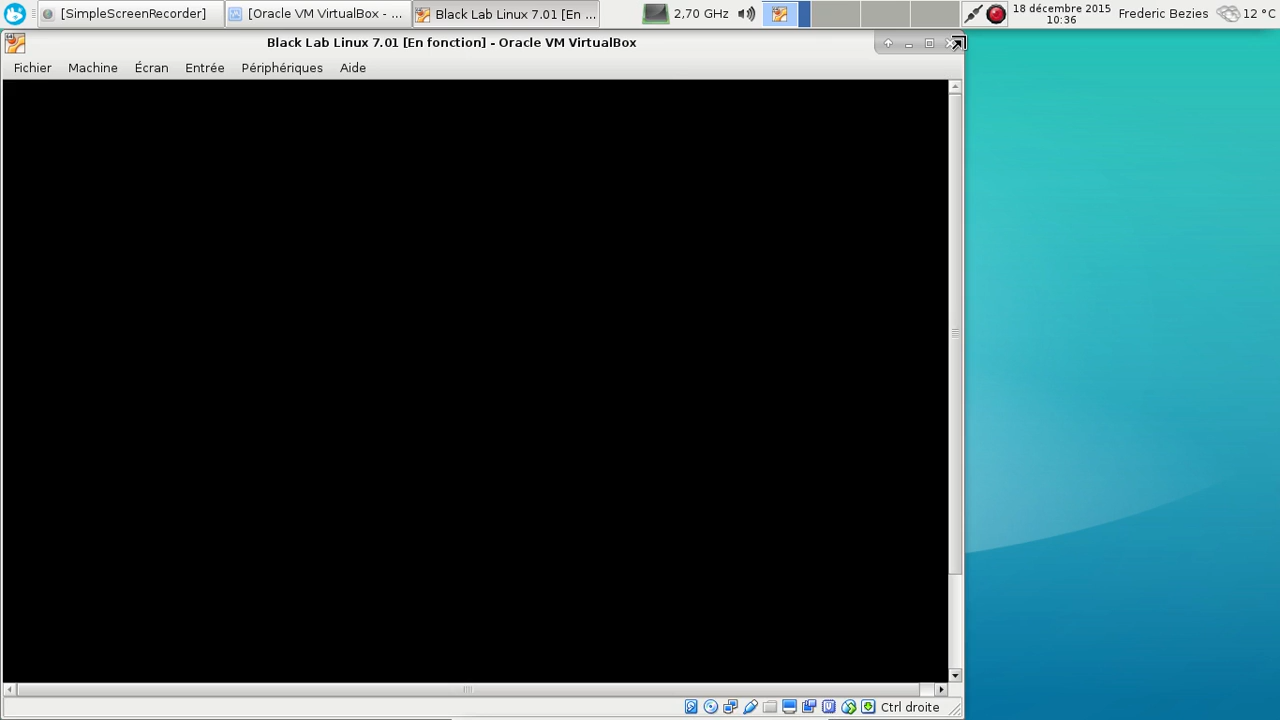 [SimpleScreenRecorder] [Oracle VM VirtualBox - ... Black Lab Linux 7.01 [En ... 2,70 GHz 18 décembre 2015 Frederic Bezies 12 °C
10:36
Black Lab Linux 7.01 [En fonction] - Oracle VM VirtualBox
Fichier Machine Écran Entrée Périphériques Aide
Ctrl droite